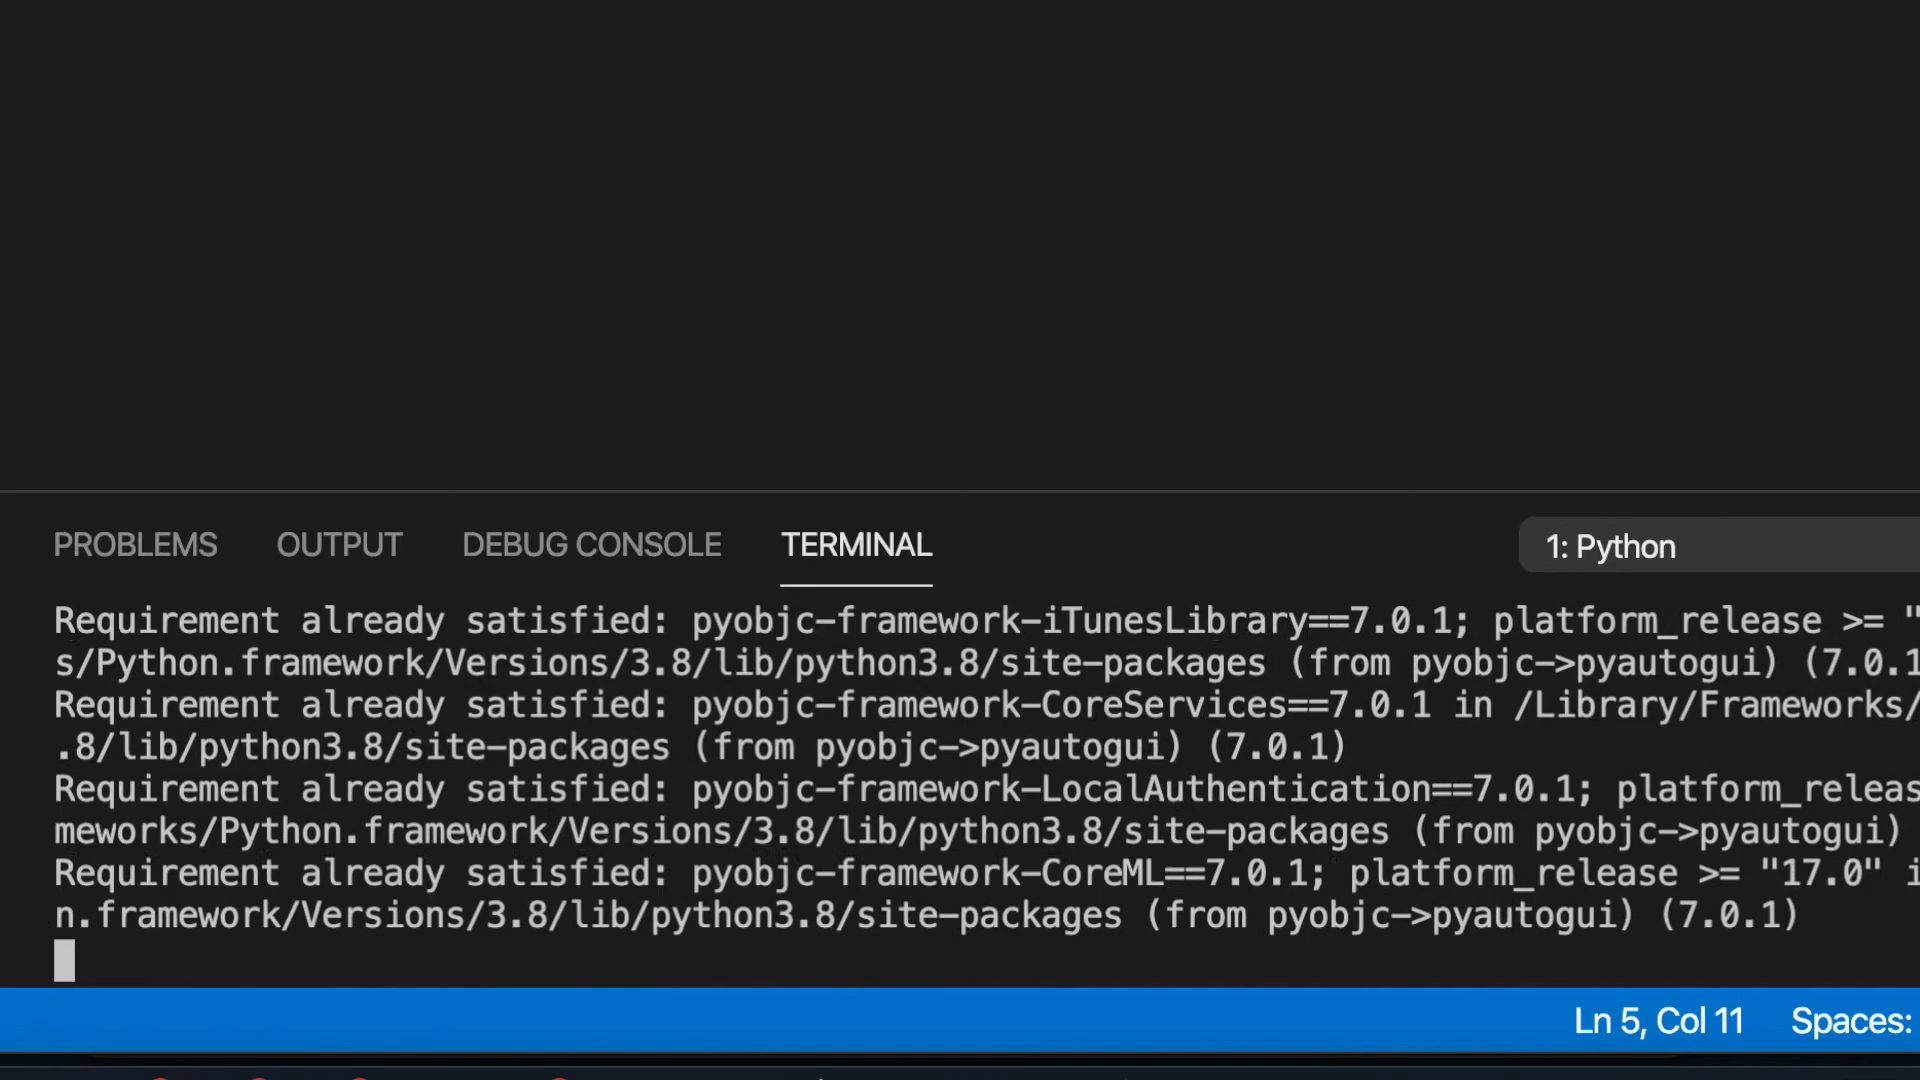 PROBLEMS OUTPUT DEBUG CONSOLE TERMINAL 1: Python
Requirement already satisfied: pyobjc-framework-iTunesLibrary==7.0.1; platform_release >= "
s/Python.framework/Versions/3.8/lib/python3.8/site-packages (from pyobjc->pyautogui) (7.0.1
Requirement already satisfied: pyobjc-framework-CoreServices==7.0.1 in /Library/Frameworks/
.8/lib/python3.8/site-packages (from pyobjc->pyautogui) (7.0.1)
Requirement already satisfied: pyobjc-framework-LocalAuthentication==7.0.1; platform_releas
meworks/Python.framework/Versions/3.8/lib/python3.8/site-packages (from pyobjc->pyautogui)
Requirement already satisfied: pyobjc-framework-CoreML==7.0.1; platform_release >= "17.0" i
n.framework/Versions/3.8/lib/python3.8/site-packages (from pyobjc->pyautogui) (7.0.1)
Ln 5, Col 11 Spaces: